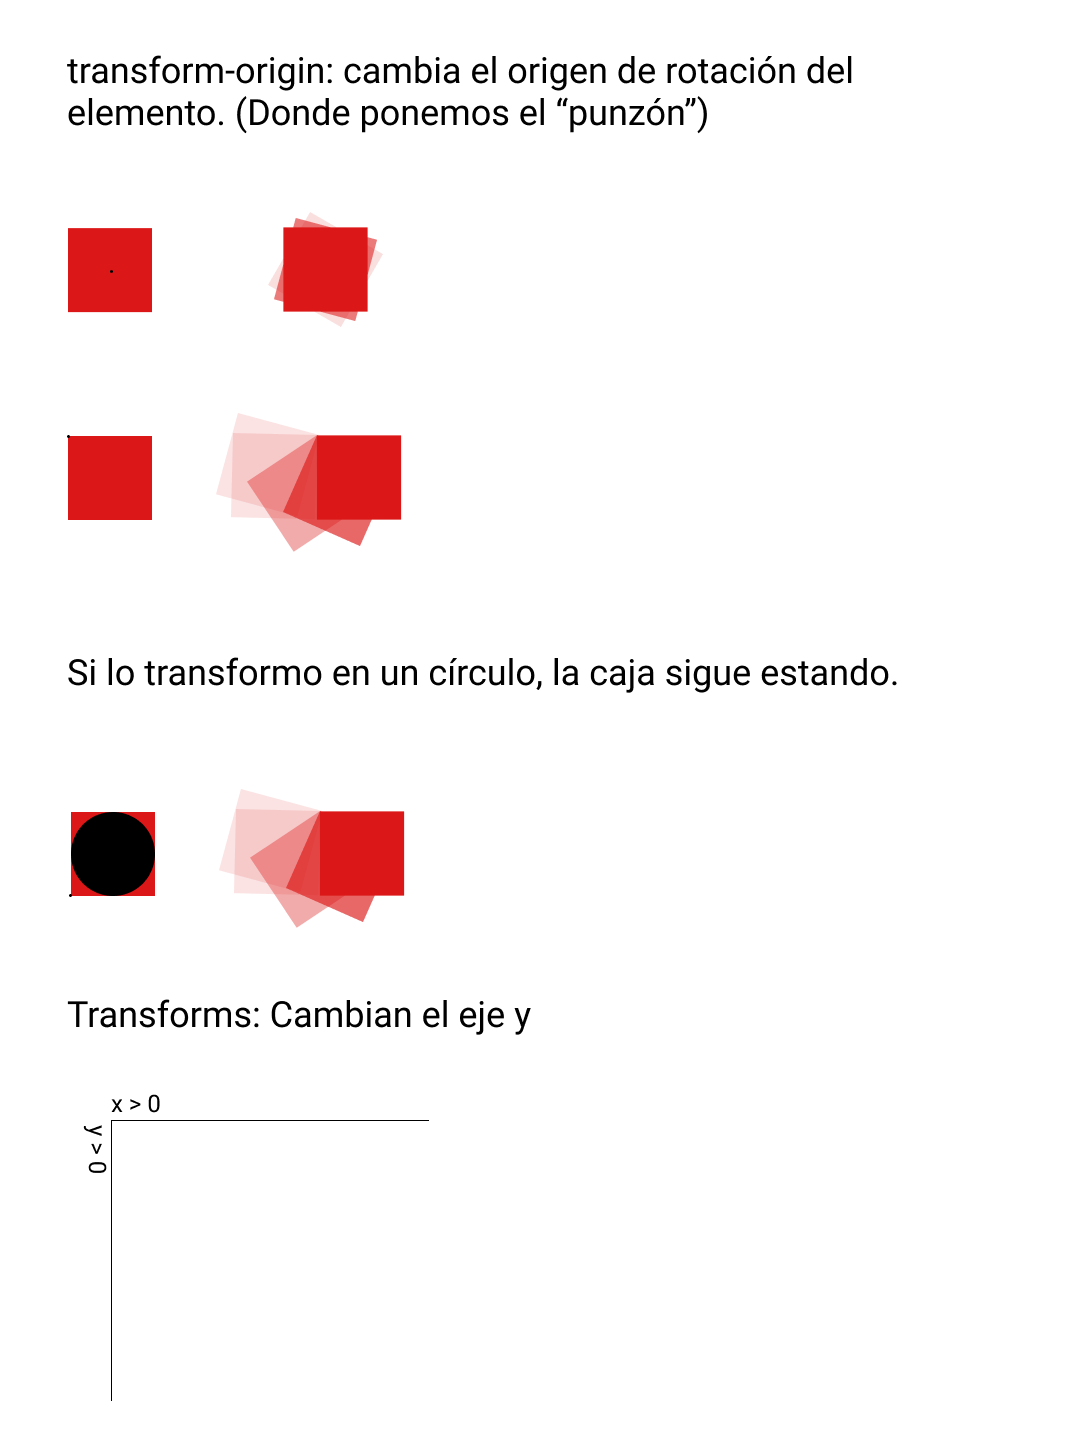 transform-origin: cambia el origen de rotación del
elemento. (Donde ponemos el “punzón”)
Si lo transformo en un círculo, la caja sigue estando.
Transforms: Cambian el eje y
x > 0
y > 0